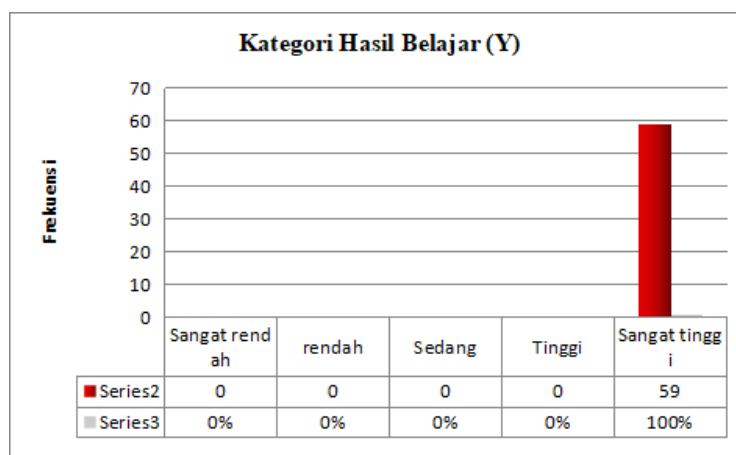 Kategori Hasil Belajar (Y)
Frekuensi
70
60
50
40
30
20
10
0
Sangat rend
ah
rendah
Sedang
Tinggi
Sangat tingg
i
Series2 0 0 0 0 59
Series3 0% 0% 0% 0% 100%